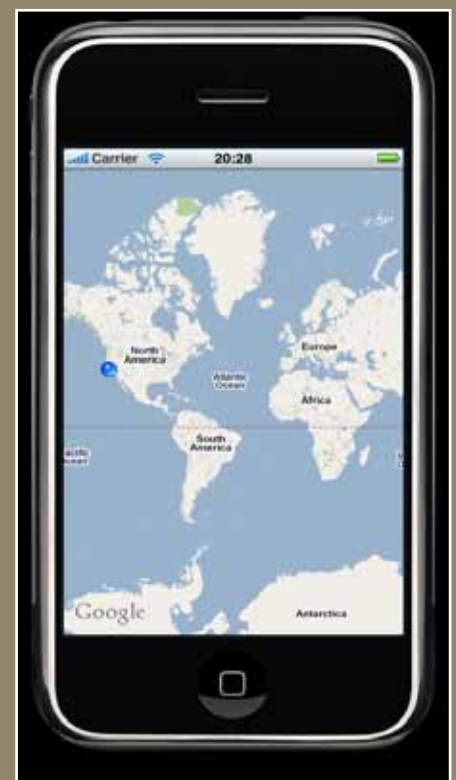 Carrier 20:28
North
America
Europe
Atlantic
Ocean
Africa
South
America
Google
Antarctica